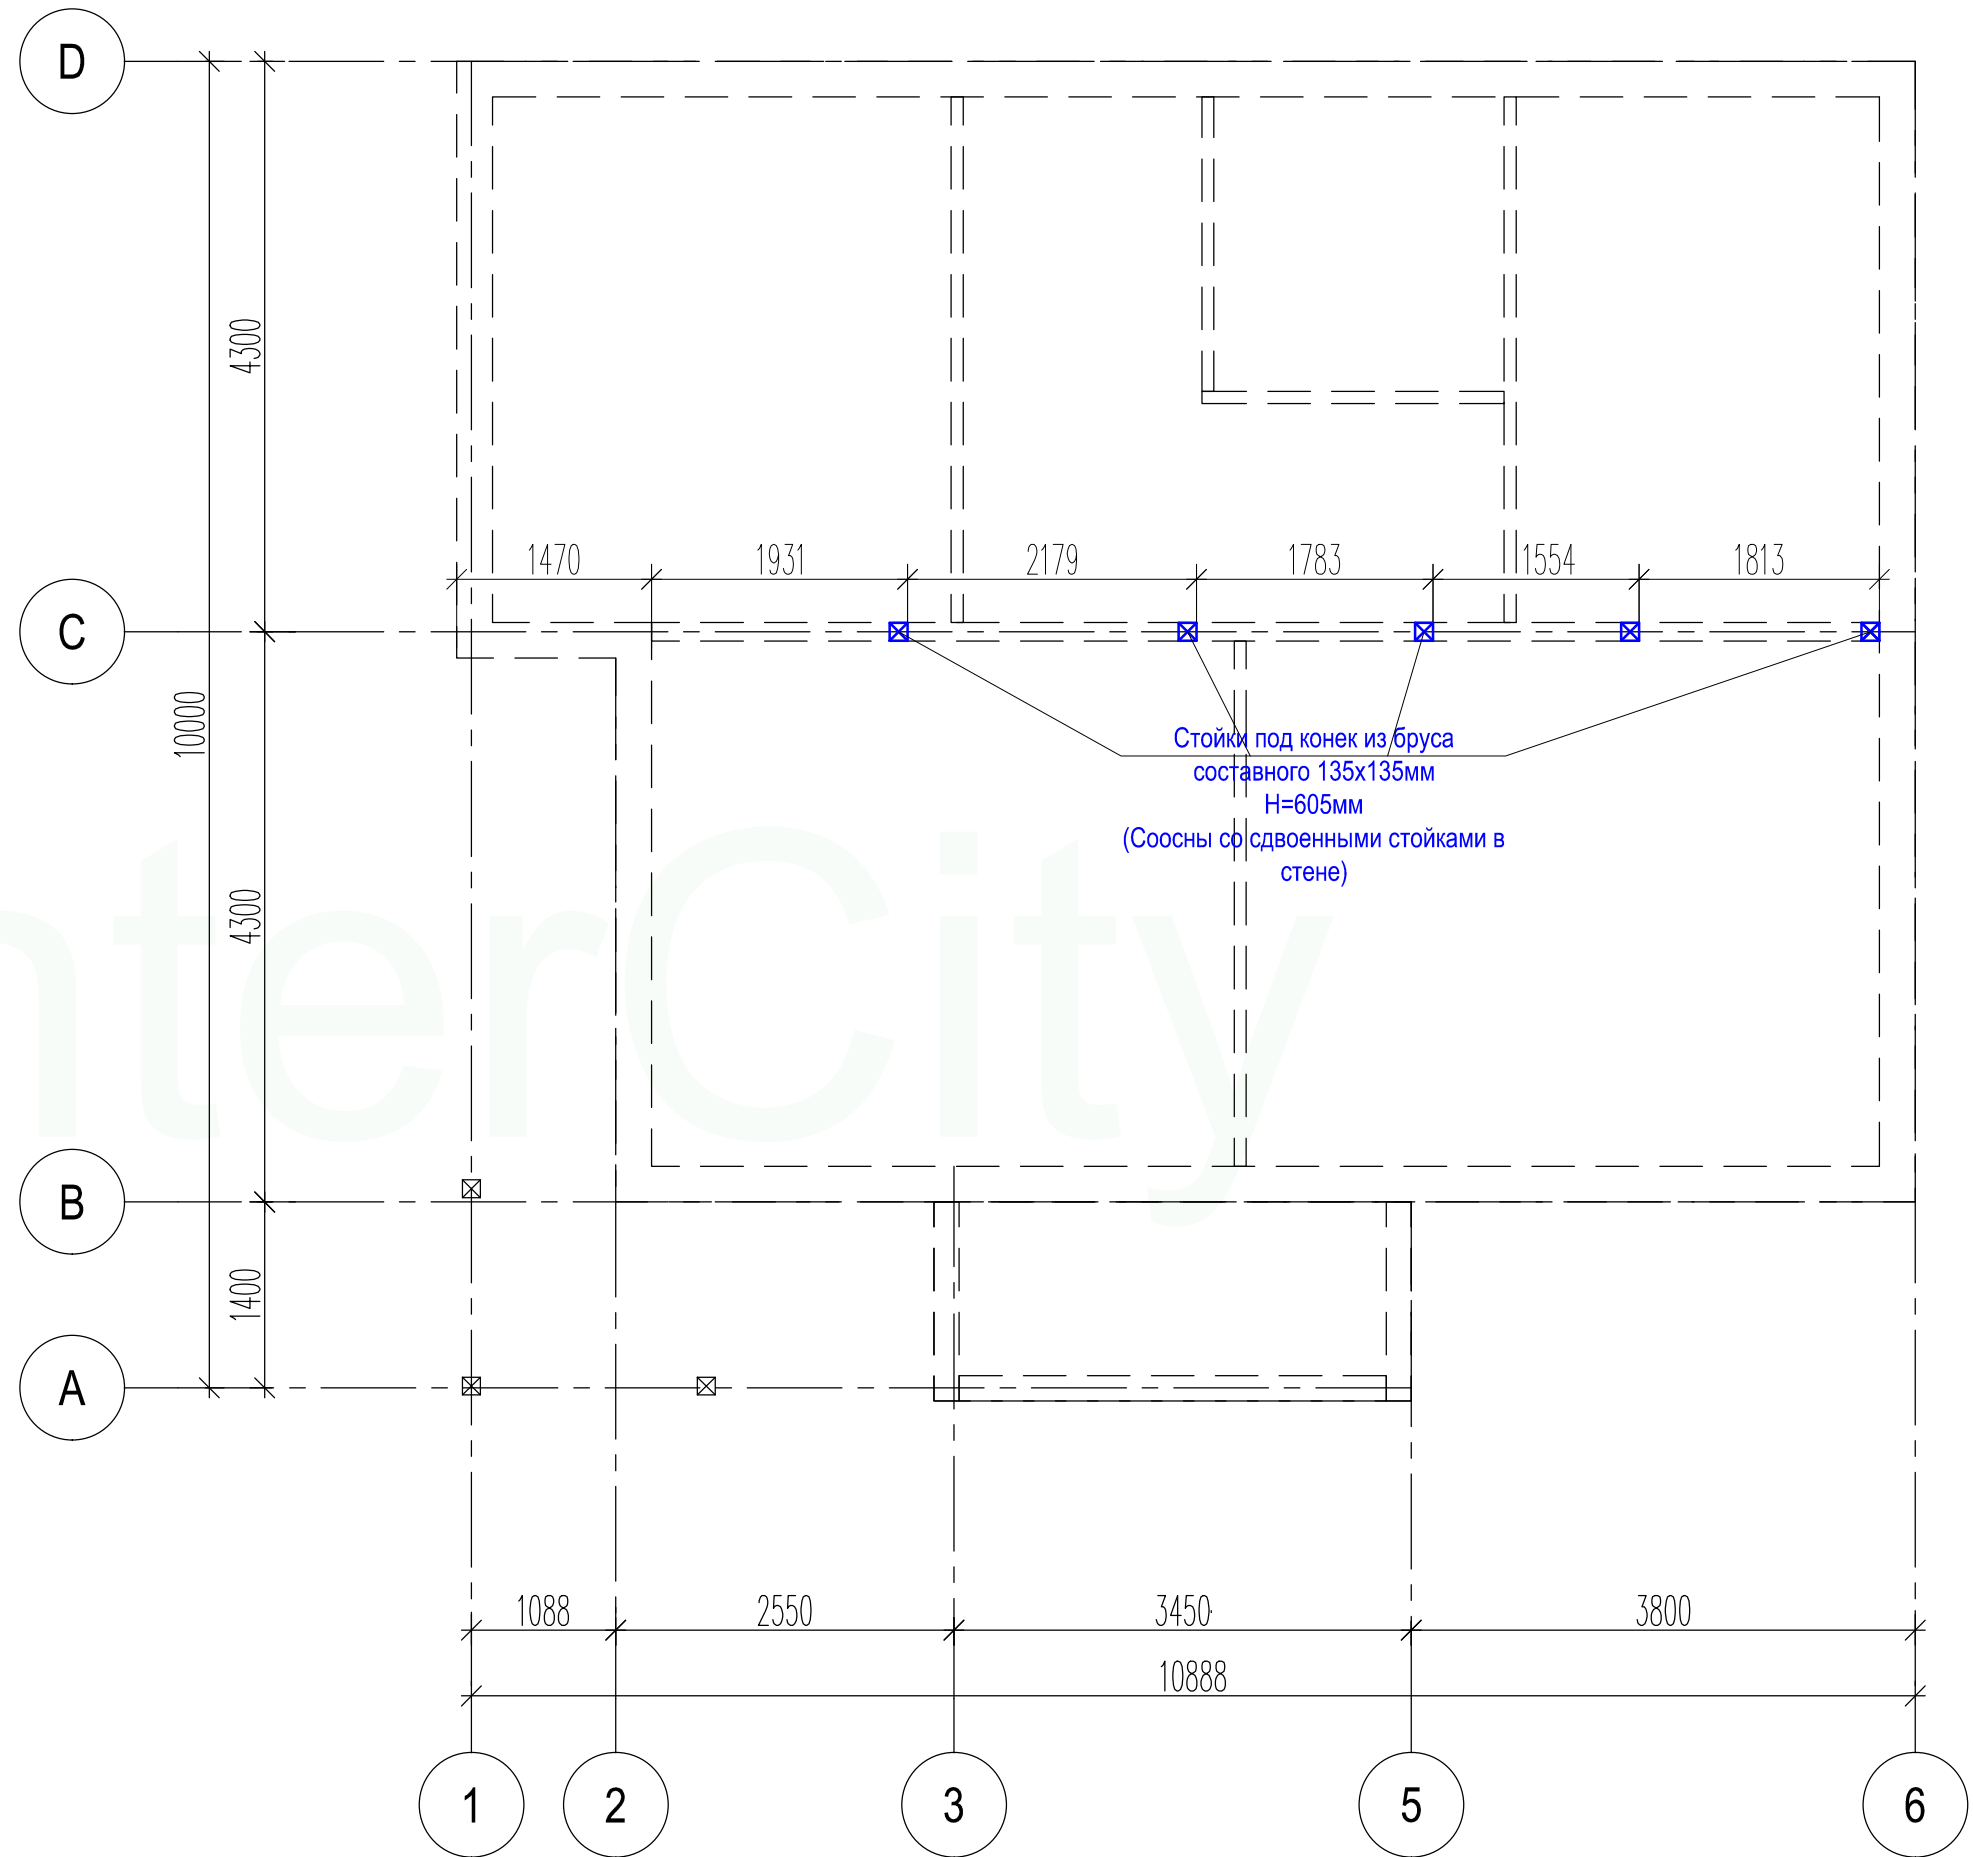 D
4300
1470 1931 2179 1783 1554 1813
C
10000
Стойки под конек из бруса
составного 135х135мм
Н=605мм
(Соосны со сдвоенными стойками в
стене)
4300
nterCity
B
1400
A
1088 2550 3450 3800
10888
1 2 3 5 6